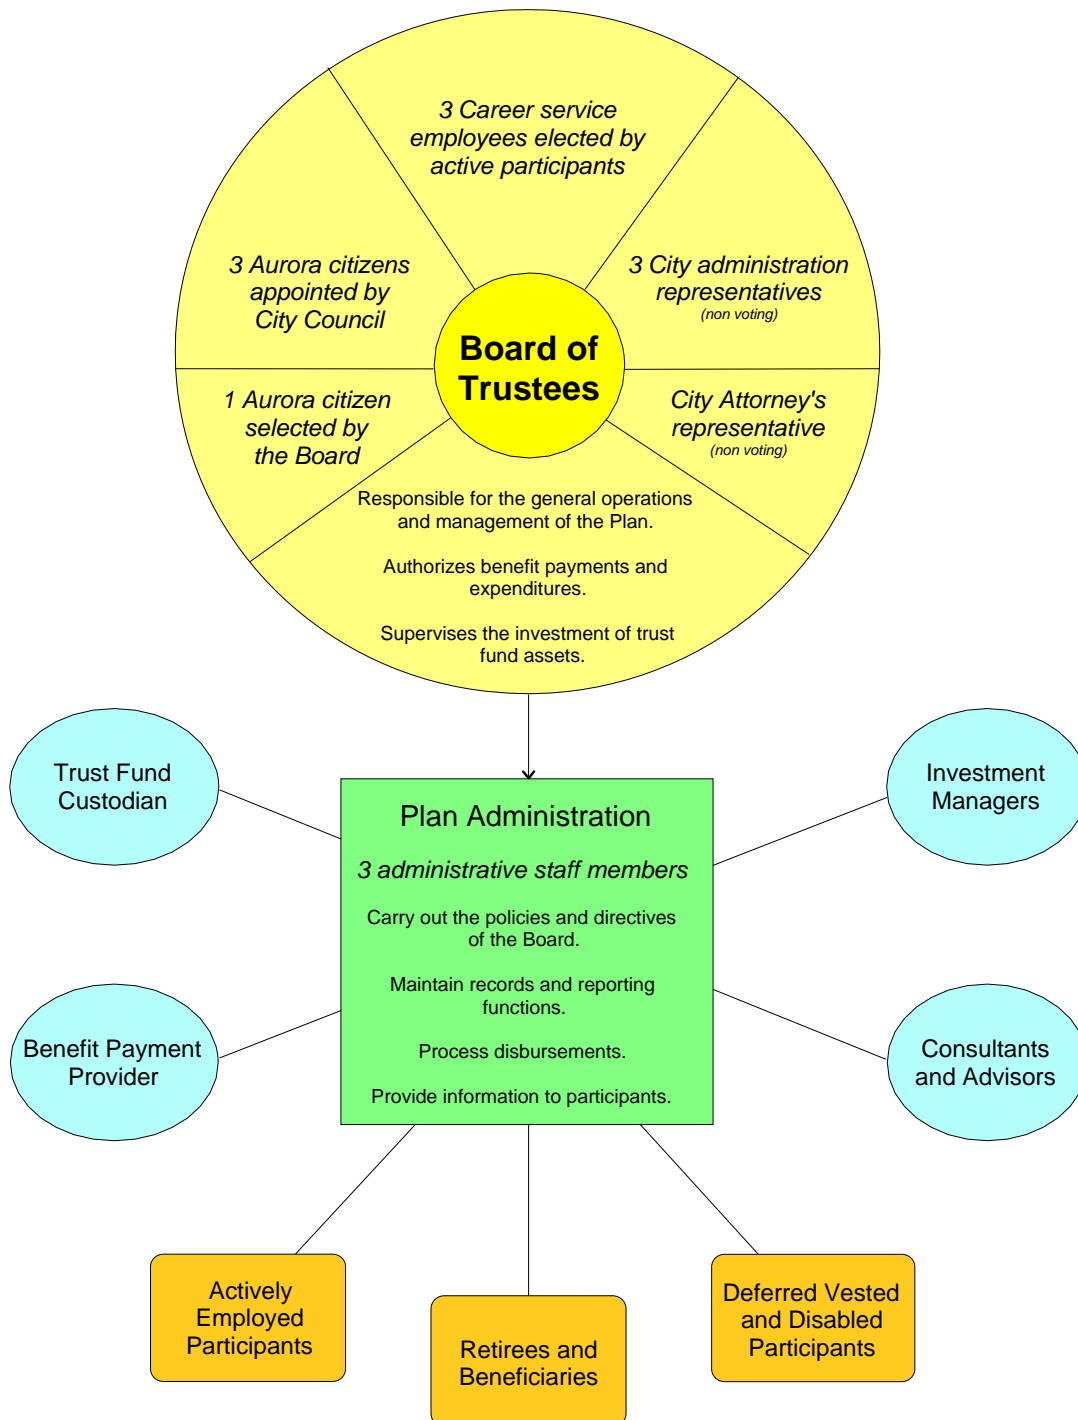 3 Career service
employees elected by
active participants
3 Aurora citizens
appointed by
City Council
3 City administration
representatives
(non voting)
Board of
Trustees
1 Aurora citizen
selected by
the Board
City Attorney's
representative
(non voting)
Responsible for the general operations
and management of the Plan.
Authorizes benefit payments and
expenditures.
Supervises the investment of trust
fund assets.
Trust Fund
Custodian
Investment
Managers
Plan Administration
3 administrative staff members
Carry out the policies and directives
of the Board.
Maintain records and reporting
functions.
Process disbursements.
Provide information to participants.
Benefit Payment
Provider
Consultants
and Advisors
Actively
Employed
Participants
Retirees and
Beneficiaries
Deferred Vested
and Disabled
Participants